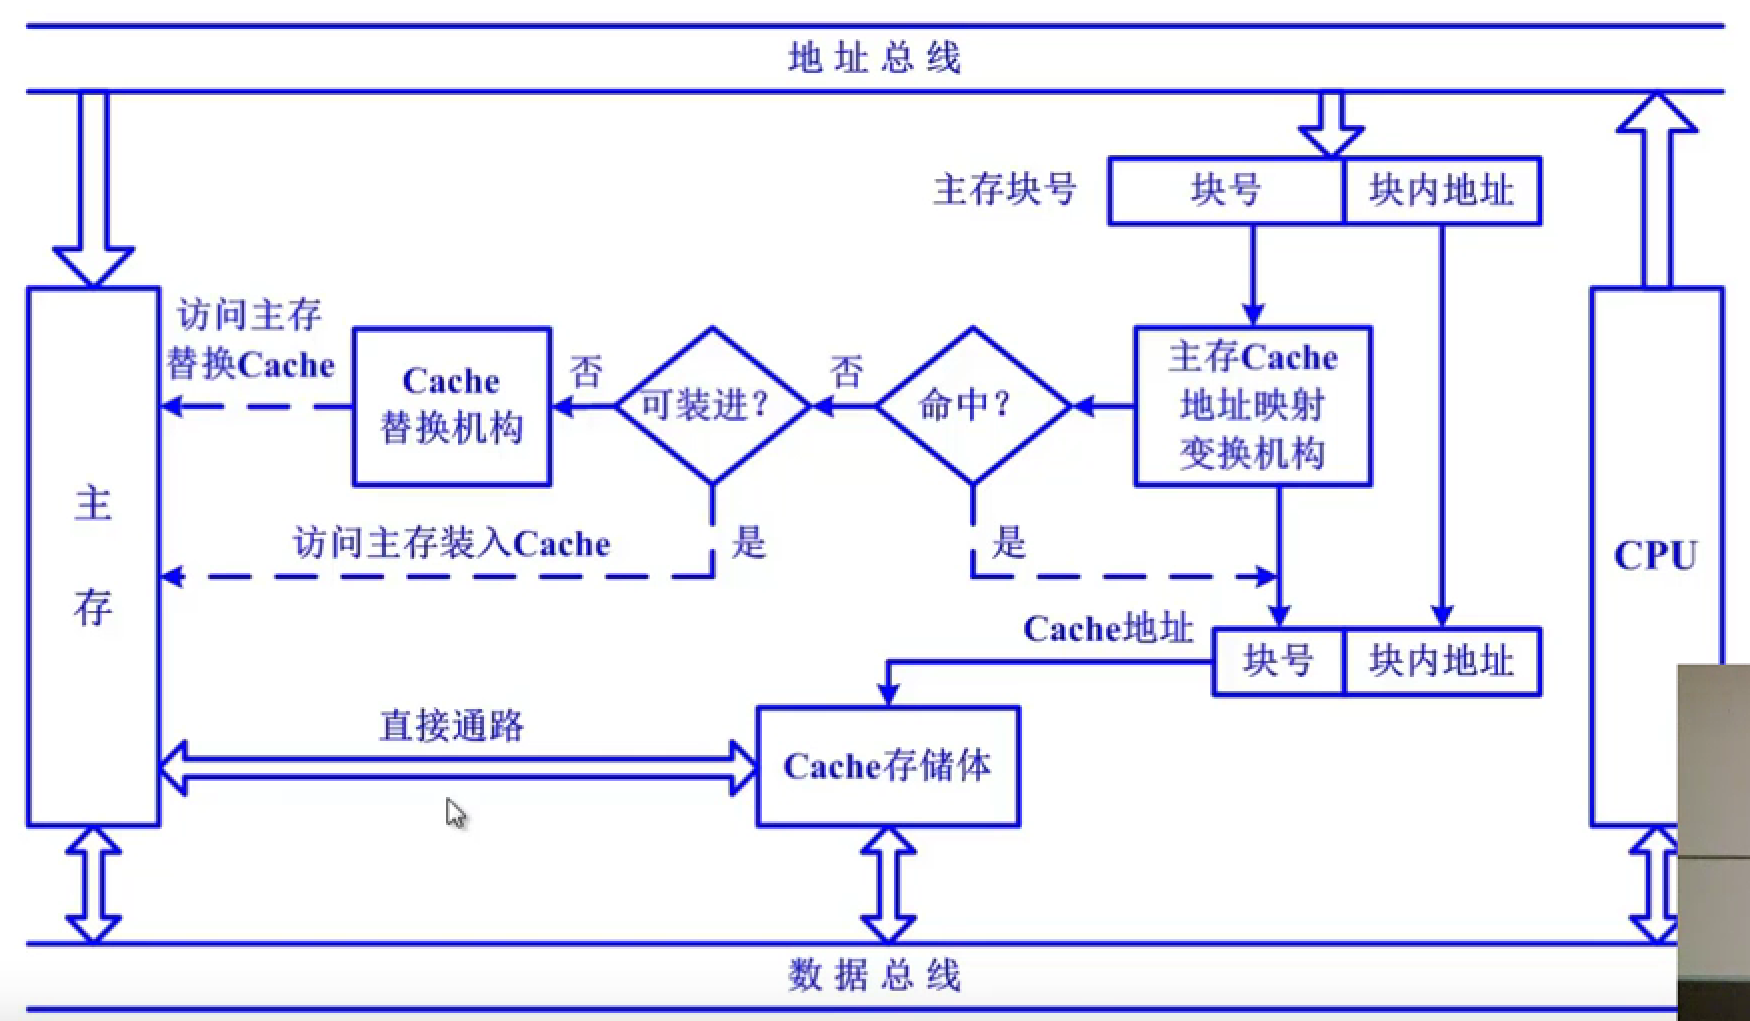 地址总线
主存块号
块号
块内地址
访问主存
替换Cache
Cache
替换机构
否
可装进?
否
命中?
主存Cache
地址映射
变换机构
主
存
访问主存装入Cache
是
是
CPU
Cache地址
块号
块内地址
直接通路
Cache存储体
数据总线